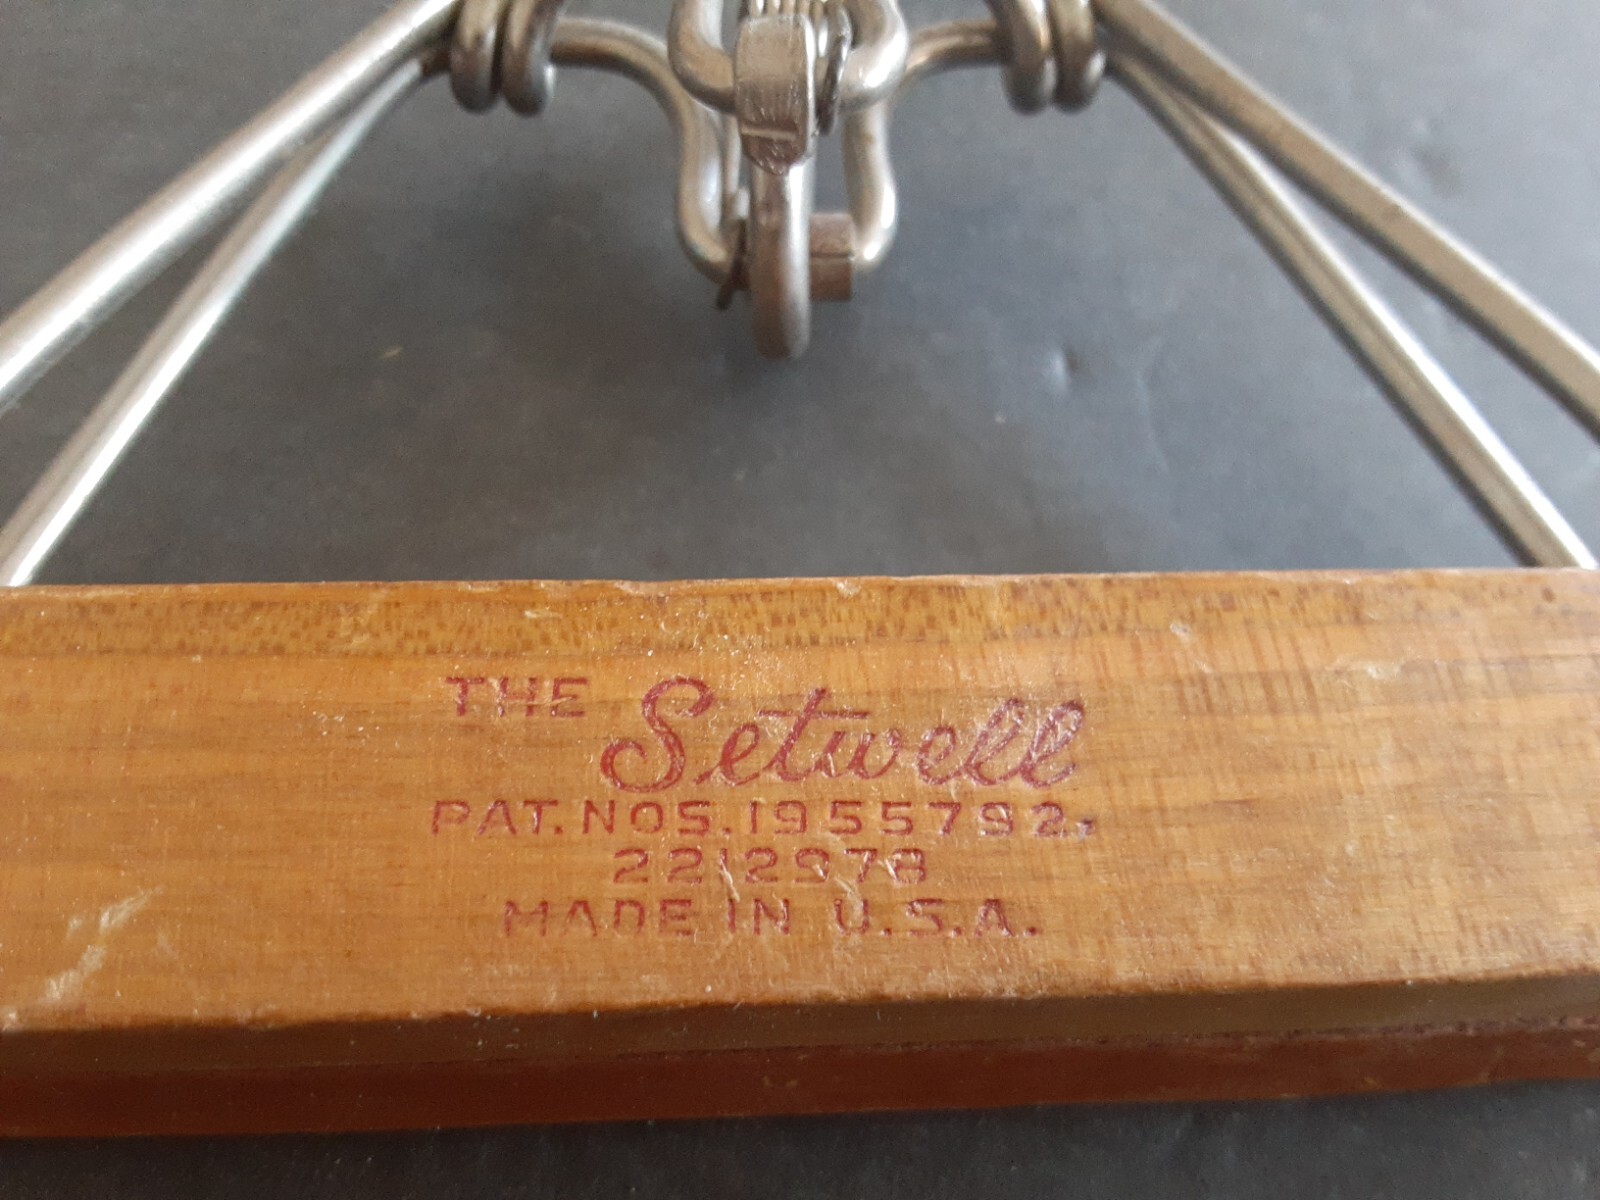 THE Setwell
PAT. NOS. 1955792,
2212978
MADE IN U.S.A.